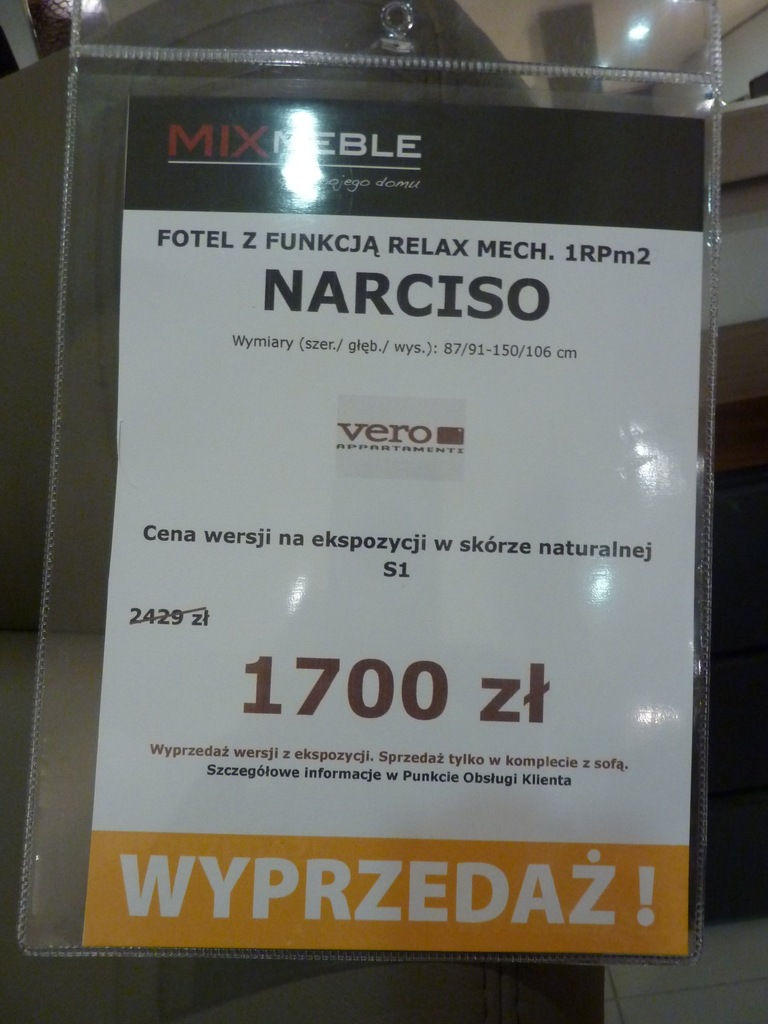 MIXMEBLE
domu
FOTEL Z FUNKCJĄ RELAX MECH. 1RPm2
NARCISO
Wymiary (szer./ głęb./ wys.): 87/91-150/106 cm
vero
APPARTAMENTI
Cena wersji na ekspozycji w skórze naturalnej
S1
2429 zł
1700 zł
Wyprzedaż wersji z ekspozycji. Sprzedaż tylko w komplecie z sofą.
Szczegółowe informacje w Punkcie Obsługi Klienta
WYPRZEDAŻ !